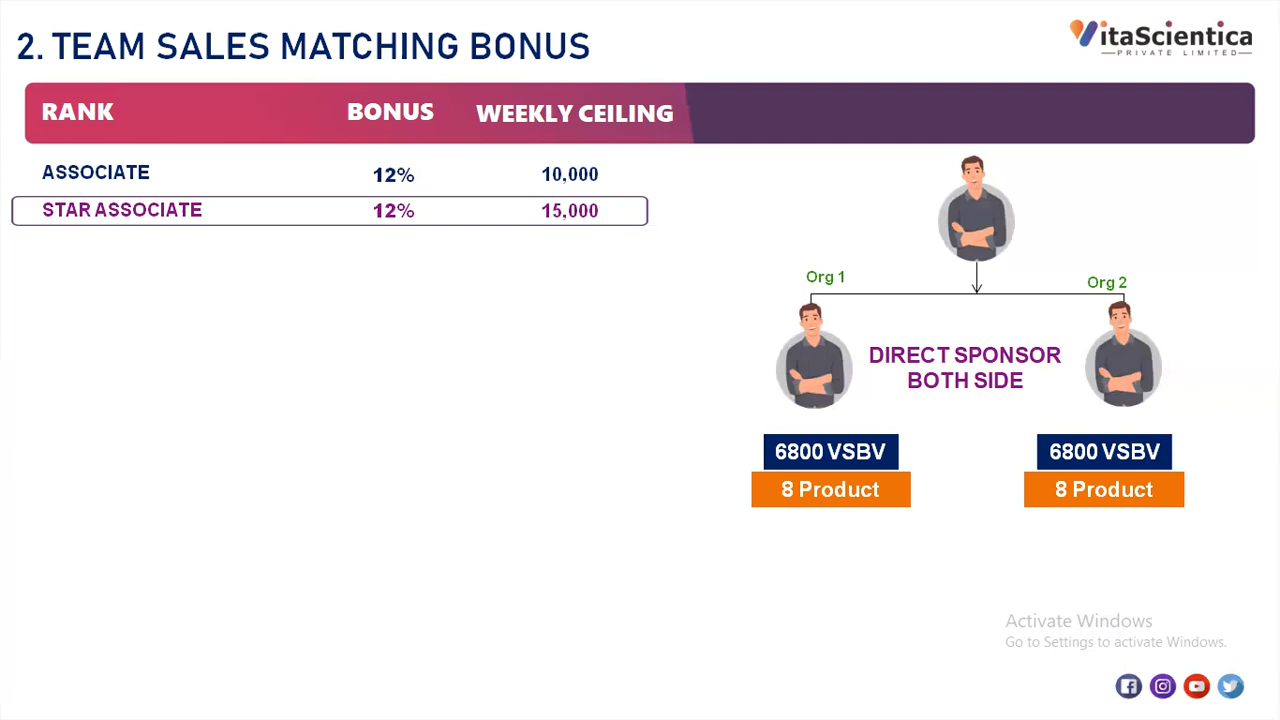 2. TEAM SALES MATCHING BONUS
VitaScientica
PRIVATE LIMITED
RANK BONUS WEEKLY CEILING
ASSOCIATE 12% 10,000
STAR ASSOCIATE 12% 15,000
Org 1 Org 2
DIRECT SPONSOR
BOTH SIDE
6800 VSBV 6800 VSBV
8 Product 8 Product
Activate Windows
Go to Settings to activate Windows.